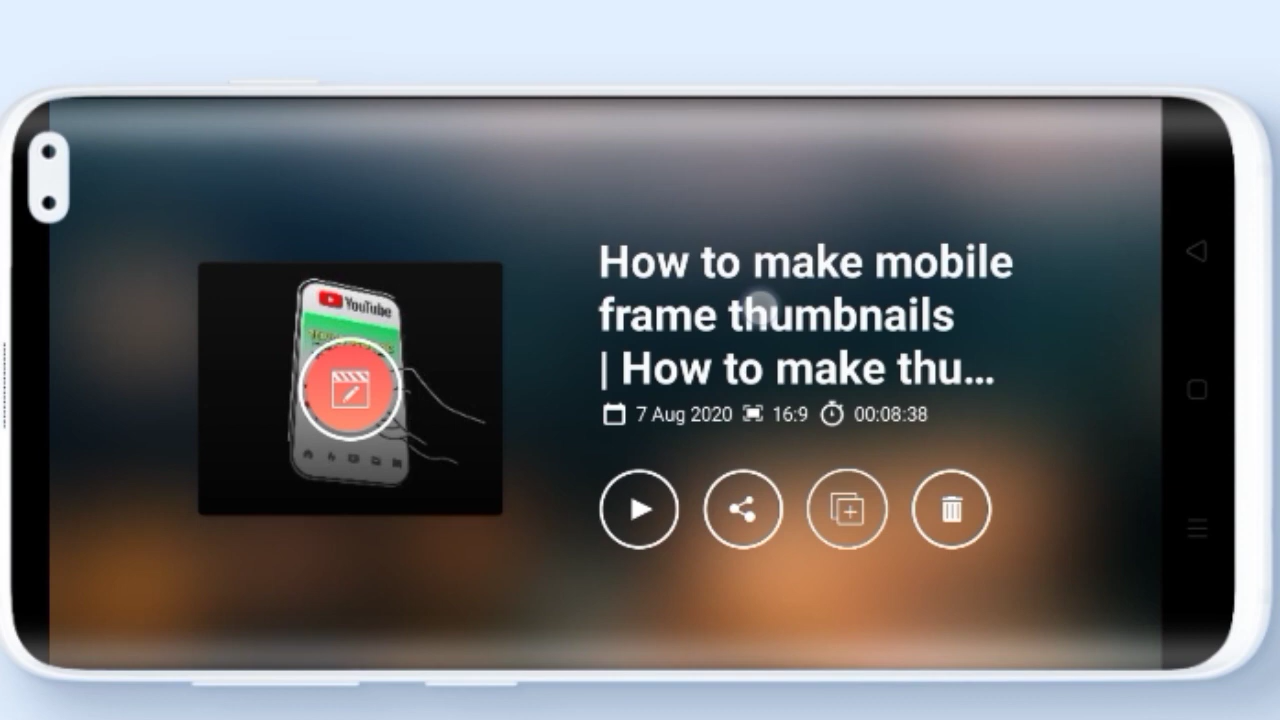 How to make mobile
frame thumbnails
| How to make thu...
7 Aug 2020 16:9 00:08:38
YouTube